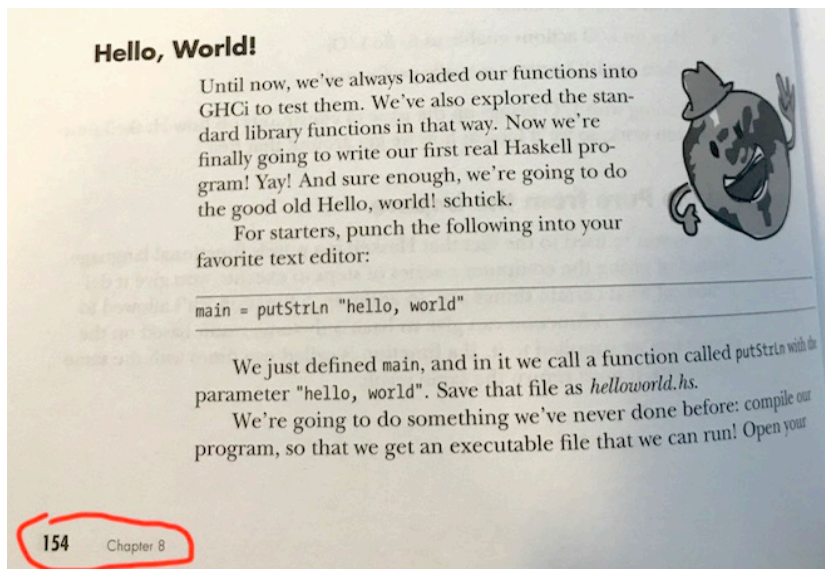 Hello, World!
Until now, we've always loaded our functions into
GHCi to test them. We've also explored the stan-
dard library functions in that way. Now we're
finally going to write our first real Haskell pro-
gram! Yay! And sure enough, we're going to do
the good old Hello, world! schtick.
For starters, punch the following into your
favorite text editor:
main = putStrLn "hello, world"
We just defined main, and in it we call a function called putStrLn with the
parameter "hello, world". Save that file as helloworld.hs.
We're going to do something we've never done before: compile our
program, so that we get an executable file that we can run! Open your
154 Chapter 8